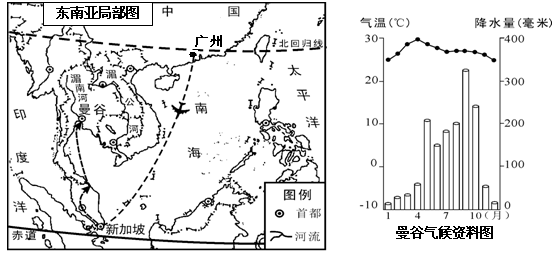 东南亚局部图
中 国
广州
北回归线
太平洋
湄南河
湄公河
曼谷
南海
印度洋
图例
首都
河流
新加坡
赤道
气温(℃)
降水量(毫米)
30
20
10
0
-10
400
300
200
100
0
1 4 7 10(月)
曼谷气候资料图